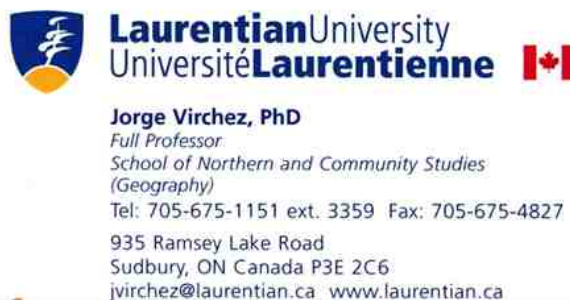 LaurentianUniversity
UniversitéLaurentienne
Jorge Virchez, PhD
Full Professor
School of Northern and Community Studies
(Geography)
Tel: 705-675-1151 ext. 3359 Fax: 705-675-4827
935 Ramsey Lake Road
Sudbury, ON Canada P3E 2C6
jvirchez@laurentian.ca www.laurentian.ca